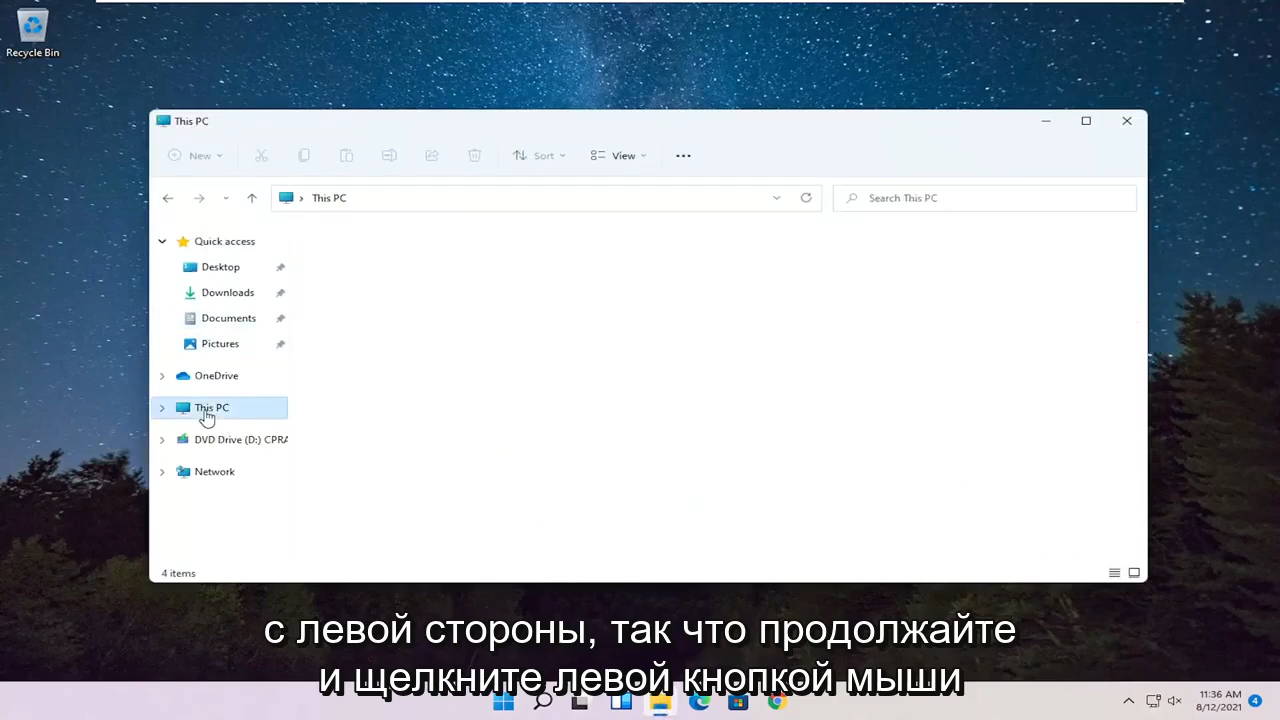 Recycle Bin
This PC
New
Sort
View
This PC
Search This PC
Quick access
Desktop
Downloads
Documents
Pictures
OneDrive
This PC
DVD Drive (D:) CPRA
Network
4 items
с левой стороны, так что продолжайте
и щелкните левой кнопкой мыши
11:36 AM
8/12/2021
4